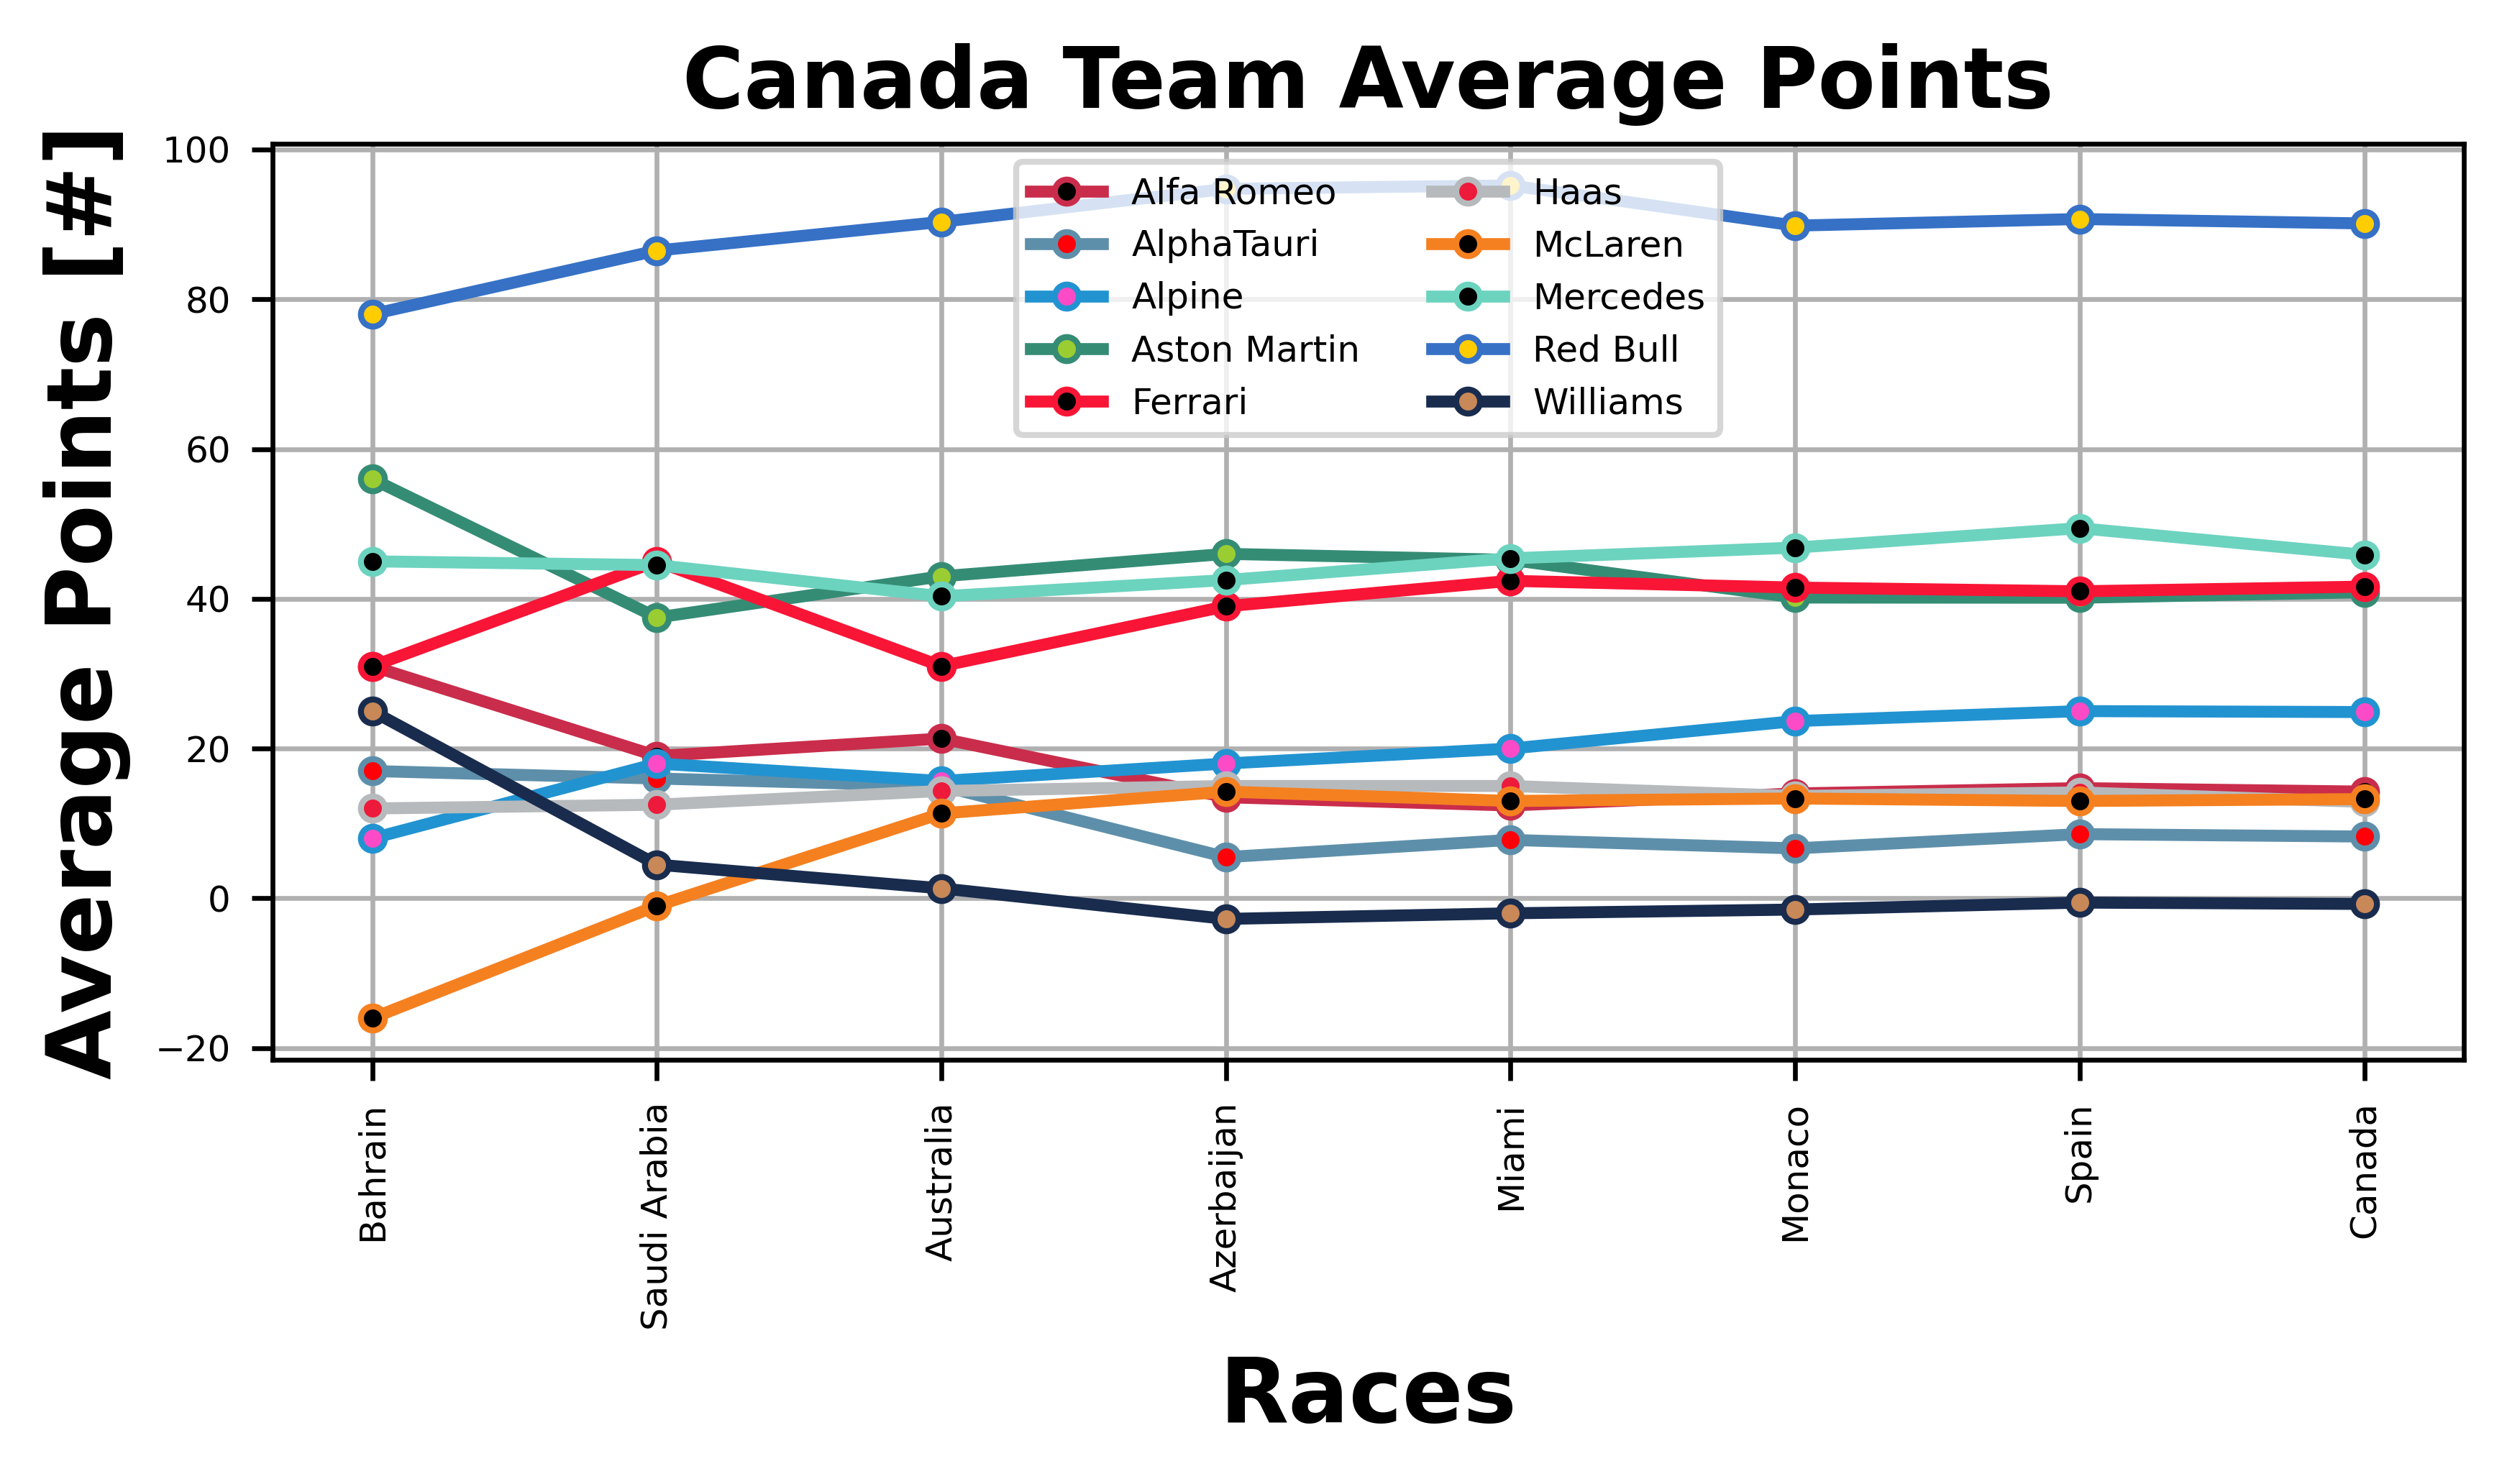 Canada Team Average Points
Average Points [#]
100
80
60
40
20
0
−20
Alfa Romeo
AlphaTauri
Alpine
Aston Martin
Ferrari
Haas
McLaren
Mercedes
Red Bull
Williams
Bahrain
Saudi Arabia
Australia
Azerbaijan
Miami
Monaco
Spain
Canada
Races